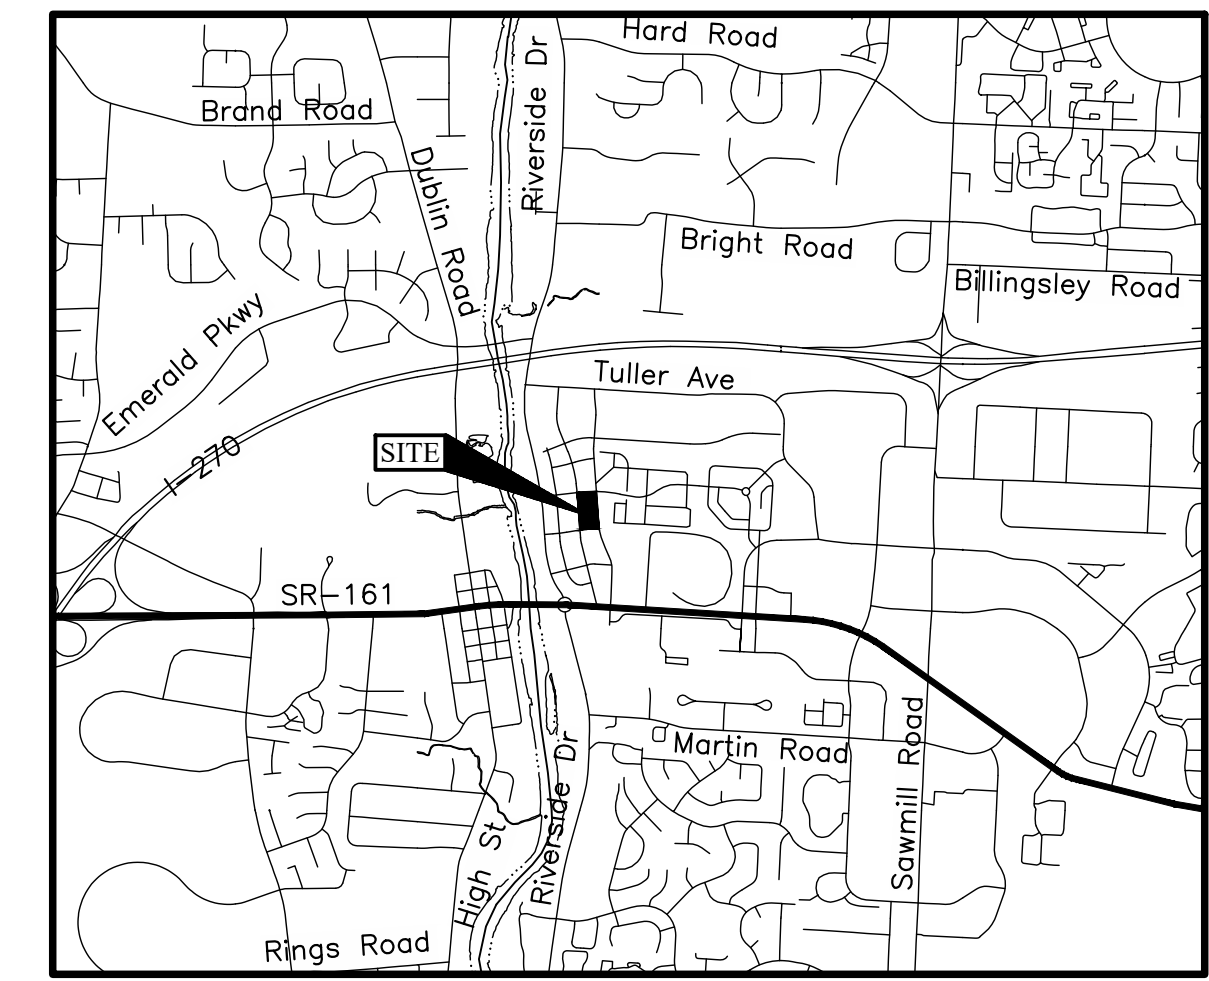 Hard Road
Riverside Dr
Brand Road
Dublin Road
Bright Road
Billingsley Road
Emerald Pkwy
Tuller Ave
I-270
SITE
SR-161
Martin Road
Sawmill Road
Riverside Dr
High St
Rings Road